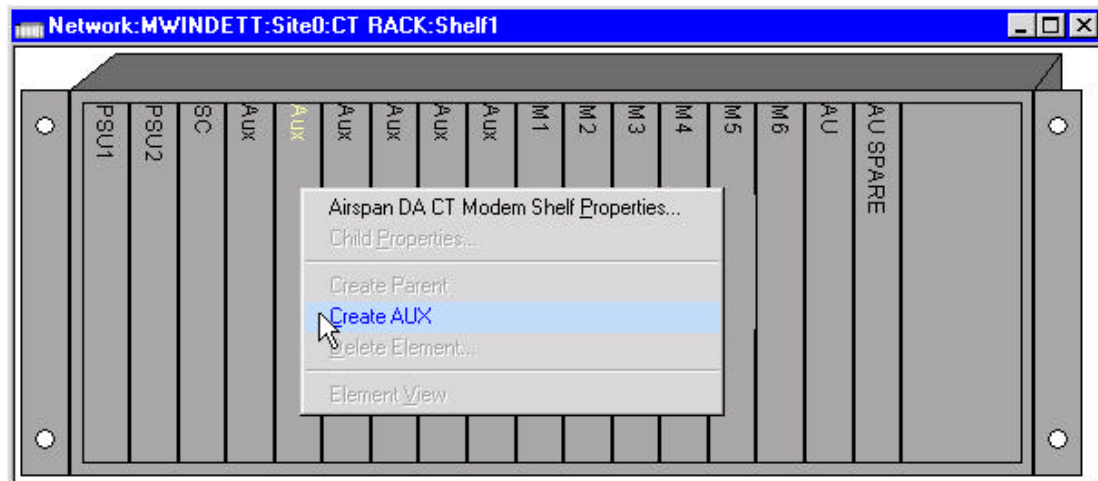 Network:MWINDETT:Site0:CT RACK:Shelf1
PSU1
PSU2
SC
Aux
Aux
Aux
Aux
Aux
Aux
M1
M2
M3
M4
M5
M6
AU
AU SPARE
Airspan DA CT Modem Shelf Properties...
Child Properties...
Create Parent
Create AUX
Delete Element...
Element View